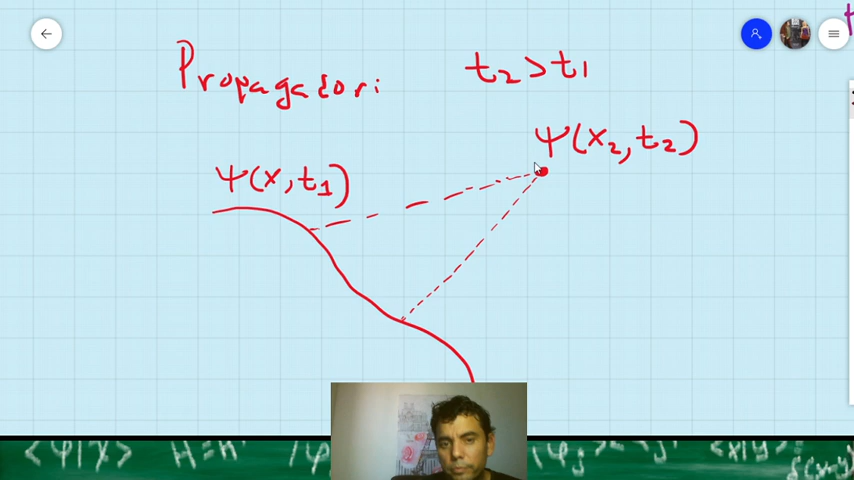 Propagatori
t₂ > t₁
ψ(x₂, t₂)
ψ(x, t₁)
<φ|x>